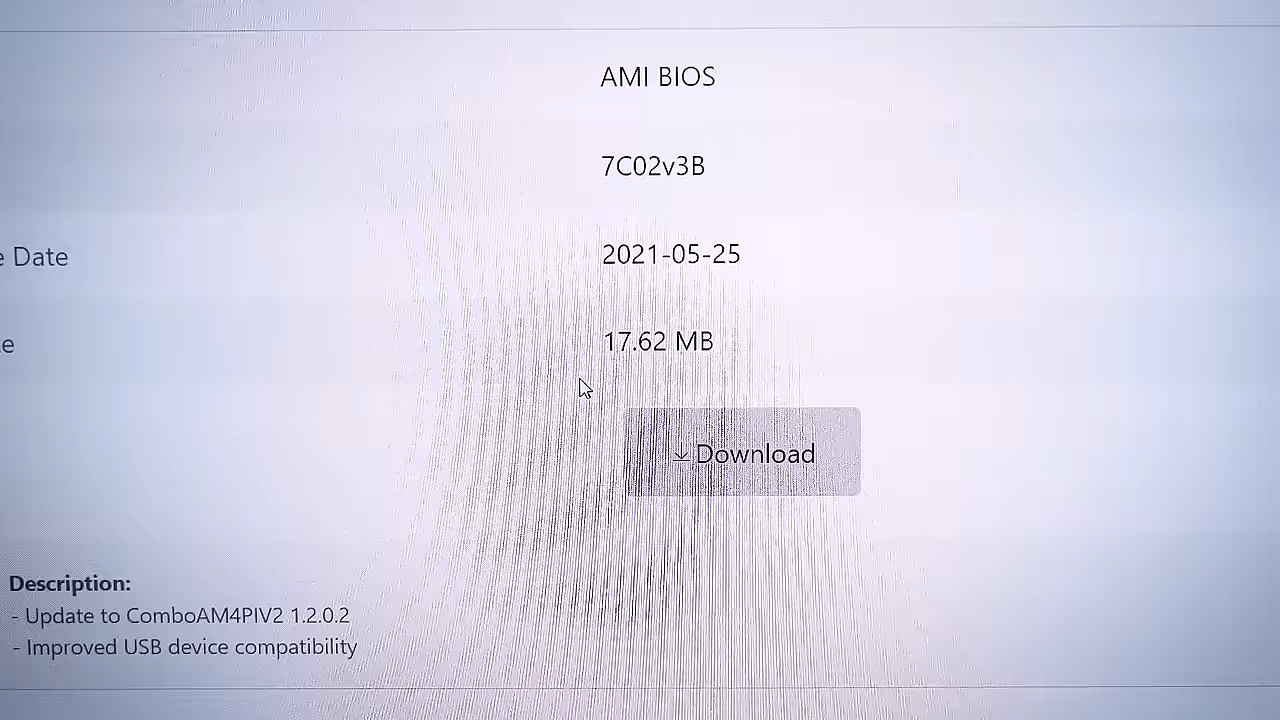 AMI BIOS
7C02v3B
e Date 2021-05-25
e 17.62 MB
Download
Description:
- Update to ComboAM4PIV2 1.2.0.2
- Improved USB device compatibility